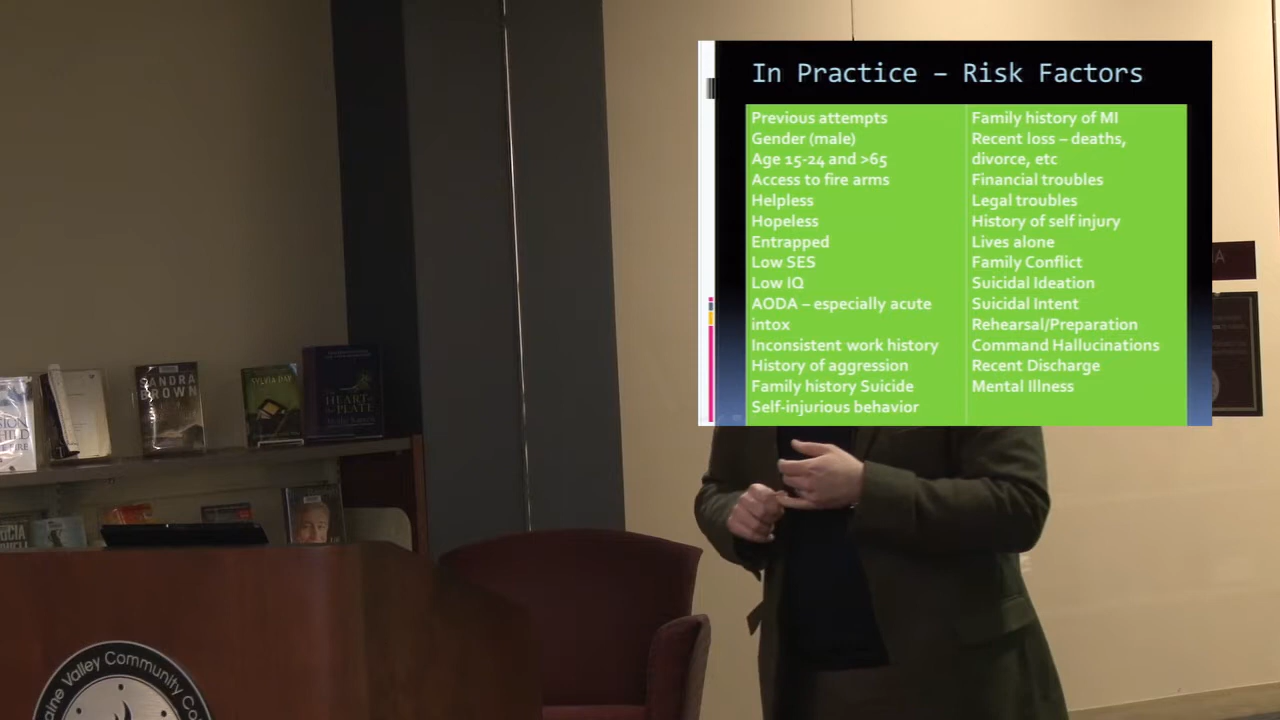 In Practice – Risk Factors
Previous attempts
Gender (male)
Age 15-24 and >65
Access to fire arms
Helpless
Hopeless
Entrapped
Low SES
Low IQ
AODA – especially acute
intox
Inconsistent work history
History of aggression
Family history Suicide
Self-injurious behavior
Family history of MI
Recent loss – deaths,
divorce, etc
Financial troubles
Legal troubles
History of self injury
Lives alone
Family Conflict
Suicidal Ideation
Suicidal Intent
Rehearsal/Preparation
Command Hallucinations
Recent Discharge
Mental Illness
SANDRA
BROWN
SYLVIA DAY
HEART
PLATE
Valley Community